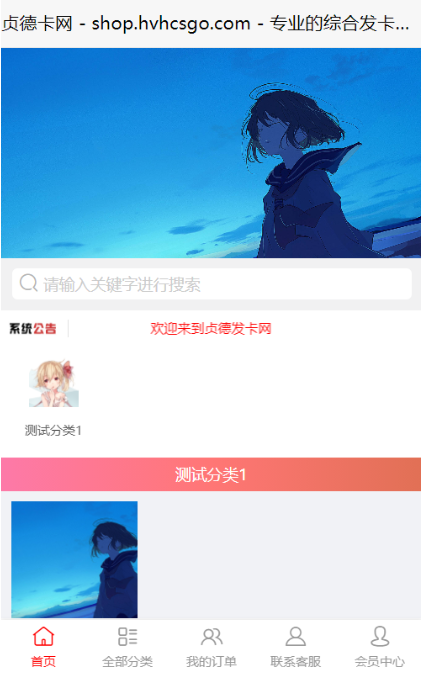 贞德卡网 - shop.hvhcsgo.com - 专业的综合发卡...
请输入关键字进行搜索
系统公告 欢迎来到贞德发卡网
测试分类1
测试分类1
首页 全部分类 我的订单 联系客服 会员中心